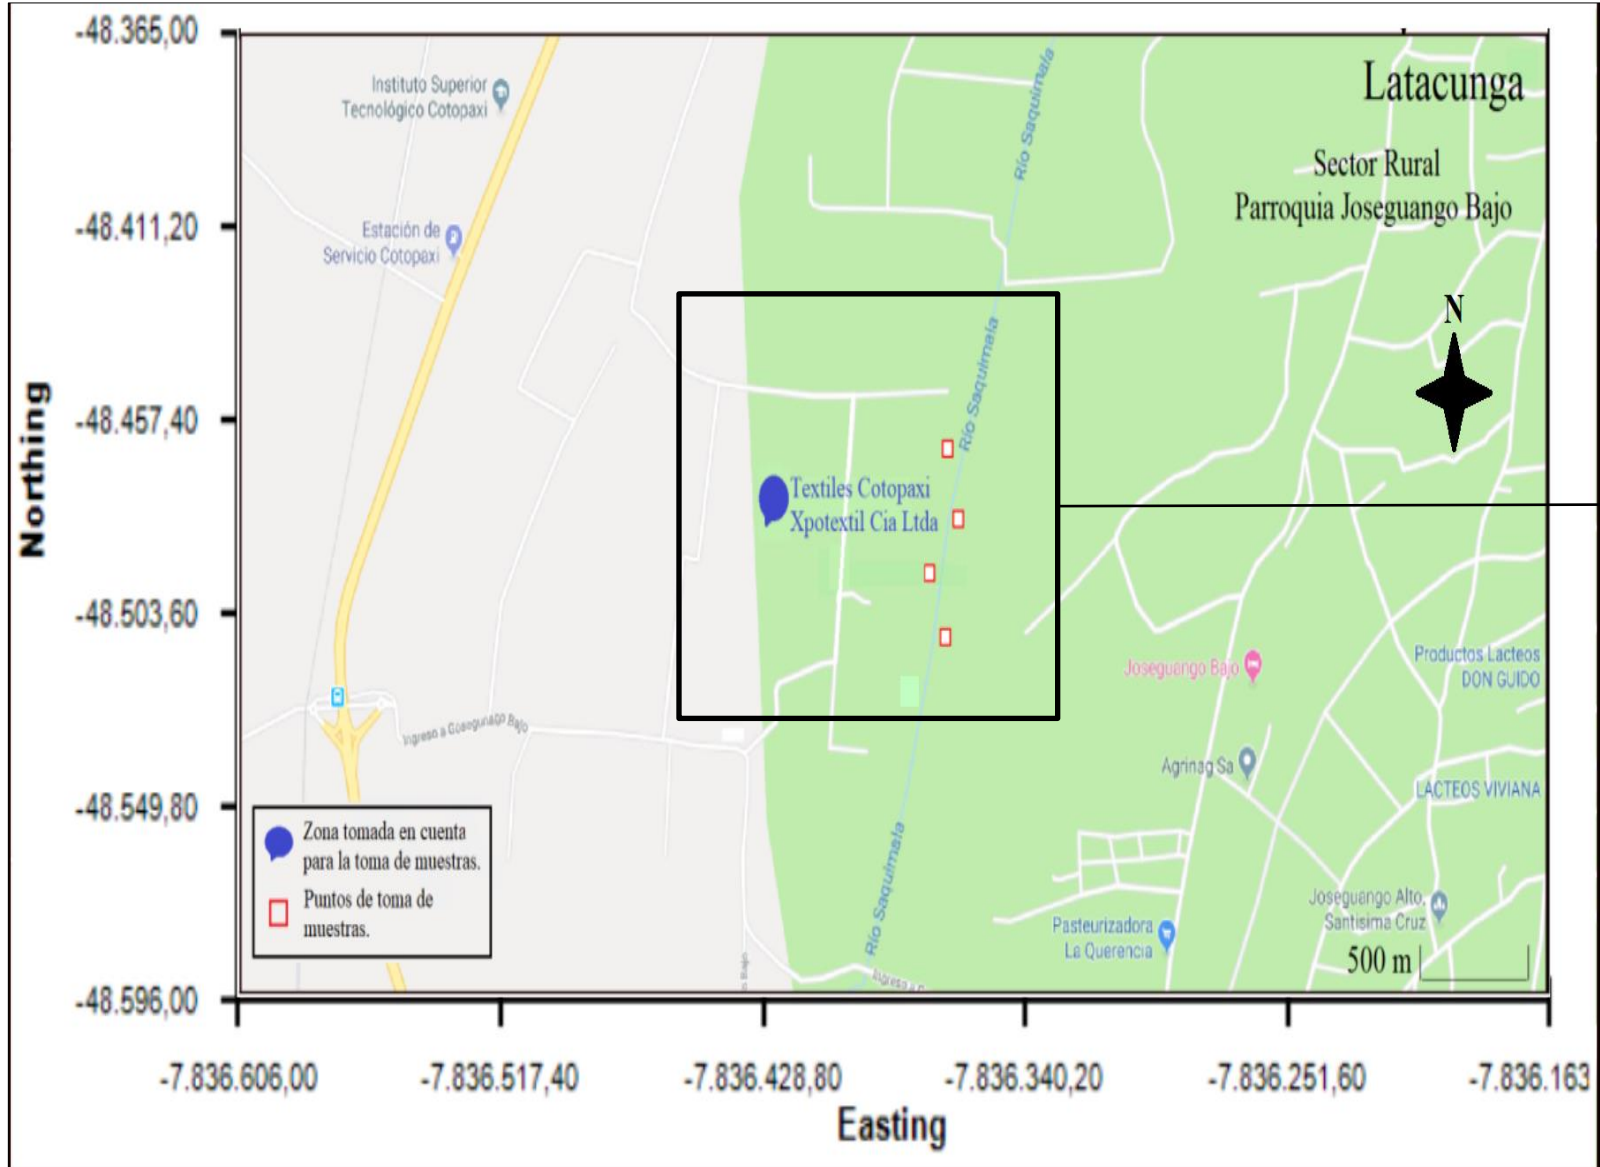 -48.365,00
-48.411,20
-48.457,40
-48.503,60
-48.549,80
-48.596,00
Northing
Latacunga
Sector Rural
Parroquia Joseguango Bajo
N
Instituto Superior
Tecnológico Cotopaxi
Estación de
Servicio Cotopaxi
Río Saquimala
Río Saquimala
Textiles Cotopaxi
Xpotextil Cia Ltda
Joseguango Bajo
Productos Lacteos
DON GUIDO
Ingreso a Gosegunago Bajo
Agrinag Sa
LACTEOS VIVIANA
Zona tomada en cuenta
para la toma de muestras.
Puntos de toma de
muestras.
Río Saquimala
Joseguango Alto,
Santisima Cruz
Pasteurizadora
La Querencia
500 m
Ingreso a
-7.836.606,00
-7.836.517,40
-7.836.428,80
-7.836.340,20
-7.836.251,60
-7.836.163
Easting